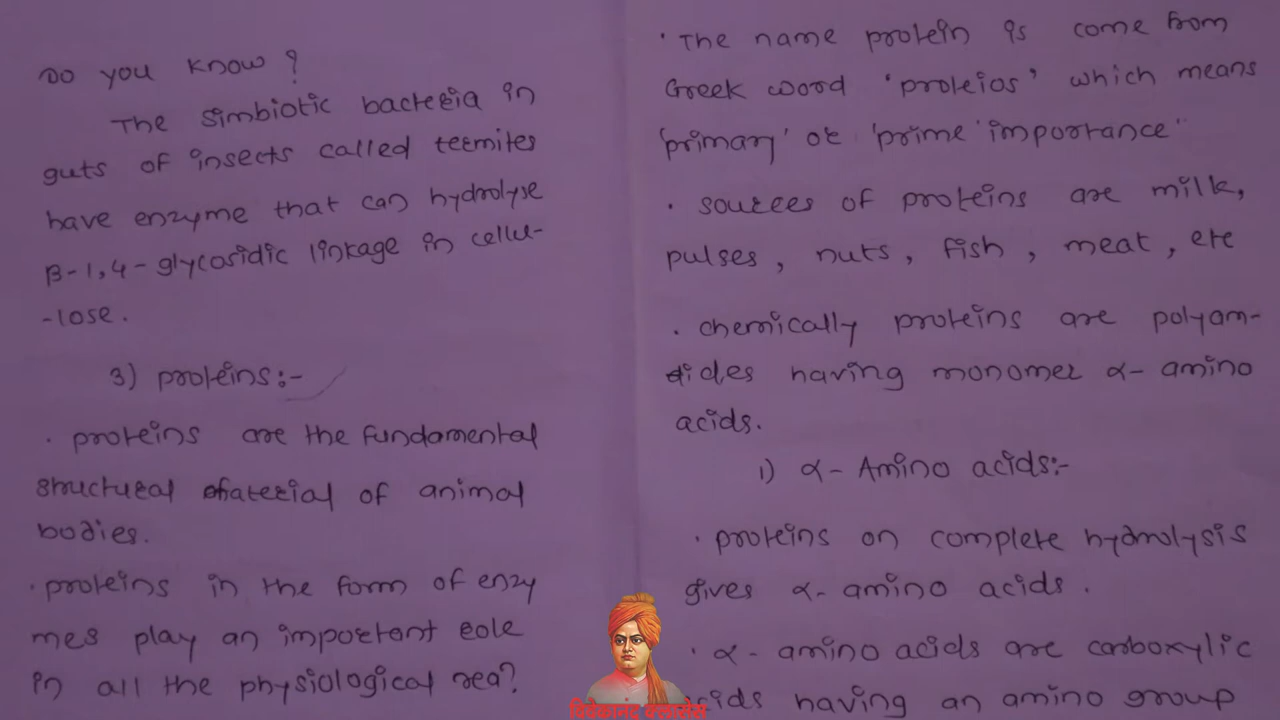 Do you know ?
The simbiotic bacteria in
guts of insects called teemites
have enzyme that can hydrolyse
β-1,4-glycosidic linkage in cellu-
-lose.
3) proteins:-
· proteins are the fundamental
structural material of animal
bodies.
· proteins in the form of enzy
mes play an important role
in all the physiological rean
· The name protein is come from
Greek word 'proteios' which means
'primary' or 'prime importance"
· sources of proteins are milk,
pulses, nuts, fish, meat, etc
· chemically proteins are polyam-
ides having monomer α- amino
acids.
1) α- Amino acids:-
· proteins on complete hydrolysis
gives α- amino acids.
· α- amino acids are carboxylic
acids having an amino group
विवेकानंद क्लासेस